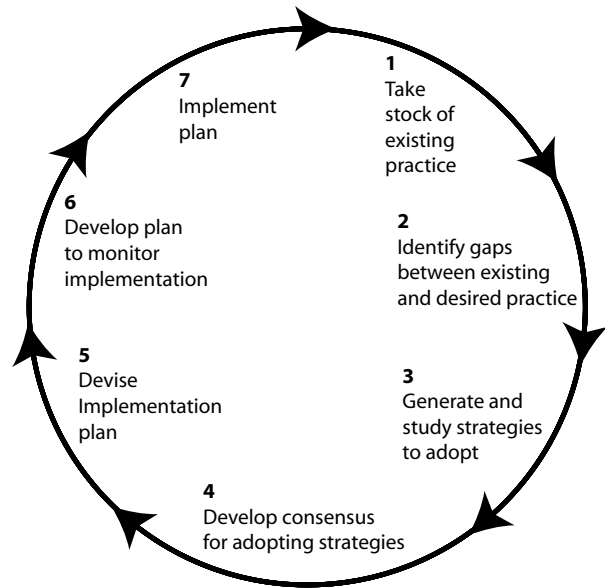 1
Take
stock of
existing
practice
2
Identify gaps
between existing
and desired practice
3
Generate and
study strategies
to adopt
4
Develop consensus
for adopting strategies
5
Devise
Implementation
plan
6
Develop plan
to monitor
implementation
7
Implement
plan